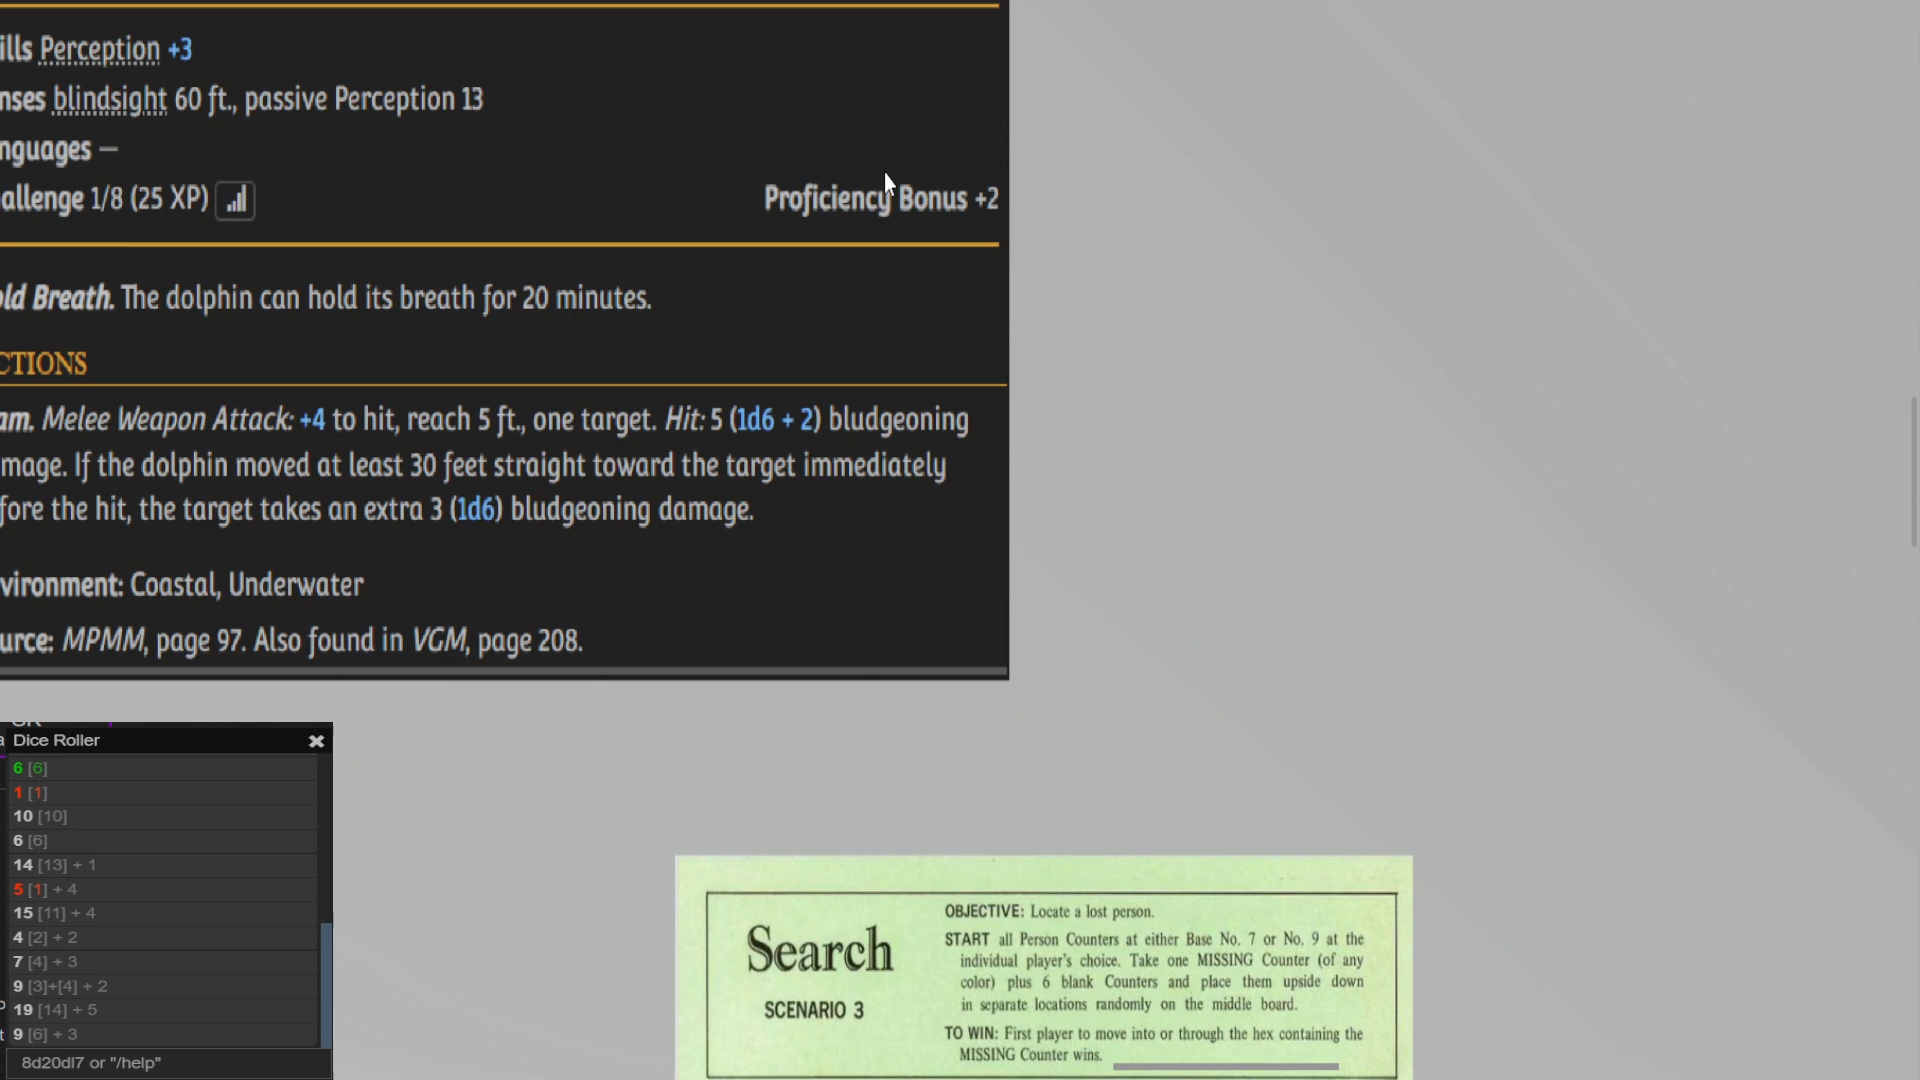 ills Perception +3
nses blindsight 60 ft., passive Perception 13
nguages —
allenge 1/8 (25 XP)
Proficiency Bonus +2
old Breath. The dolphin can hold its breath for 20 minutes.
CTIONS
am. Melee Weapon Attack: +4 to hit, reach 5 ft., one target. Hit: 5 (1d6 + 2) bludgeoning
mage. If the dolphin moved at least 30 feet straight toward the target immediately
fore the hit, the target takes an extra 3 (1d6) bludgeoning damage.
vironment: Coastal, Underwater
urce: MPMM, page 97. Also found in VGM, page 208.
Dice Roller
6 [6]
1 [1]
10 [10]
6 [6]
14 [13] + 1
5 [1] + 4
15 [11] + 4
4 [2] + 2
7 [4] + 3
9 [3]+[4] + 2
19 [14] + 5
9 [6] + 3
8d20dl7 or "/help"
Search
SCENARIO 3
OBJECTIVE: Locate a lost person.
START all Person Counters at either Base No. 7 or No. 9 at the
individual player's choice. Take one MISSING Counter (of any
color) plus 6 blank Counters and place them upside down
in separate locations randomly on the middle board.
TO WIN: First player to move into or through the hex containing the
MISSING Counter wins.